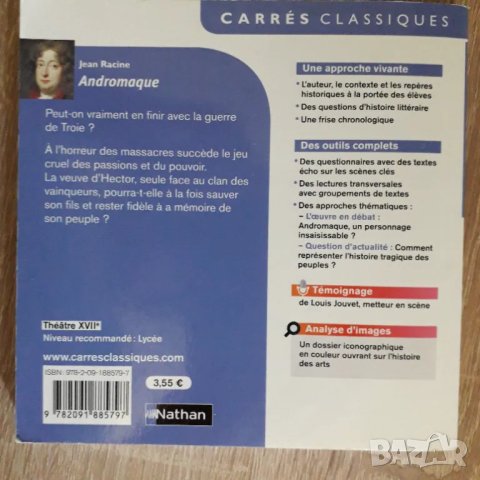 CARRÉS CLASSIQUES
Jean Racine
Andromaque
Peut-on vraiment en finir avec la guerre
de Troie ?
À l'horreur des massacres succède le jeu
cruel des passions et du pouvoir.
La veuve d'Hector, seule face au clan des
vainqueurs, pourra-t-elle à la fois sauver
son fils et rester fidèle à a mémoire de
son peuple ?
Théâtre XVIIe
Niveau recommandé : Lycée
www.carresclassiques.com
ISBN : 978-2-09-188579-7
9 782091 885797
3,55 €
Nathan
Une approche vivante
• L'auteur, le contexte et les repères
historiques à la portée des élèves
• Des questions d'histoire littéraire
• Une frise chronologique
Des outils complets
• Des questionnaires avec des textes
écho sur les scènes clés
• Des lectures transversales
avec groupements de textes
• Des approches thématiques :
– L'œuvre en débat :
Andromaque, un personnage
insaisissable ?
– Question d'actualité : Comment
représenter l'histoire tragique des
peuples ?
Témoignage
de Louis Jouvet, metteur en scène
Analyse d'images
Un dossier iconographique
en couleur ouvrant sur l'histoire
des arts
BAZAR